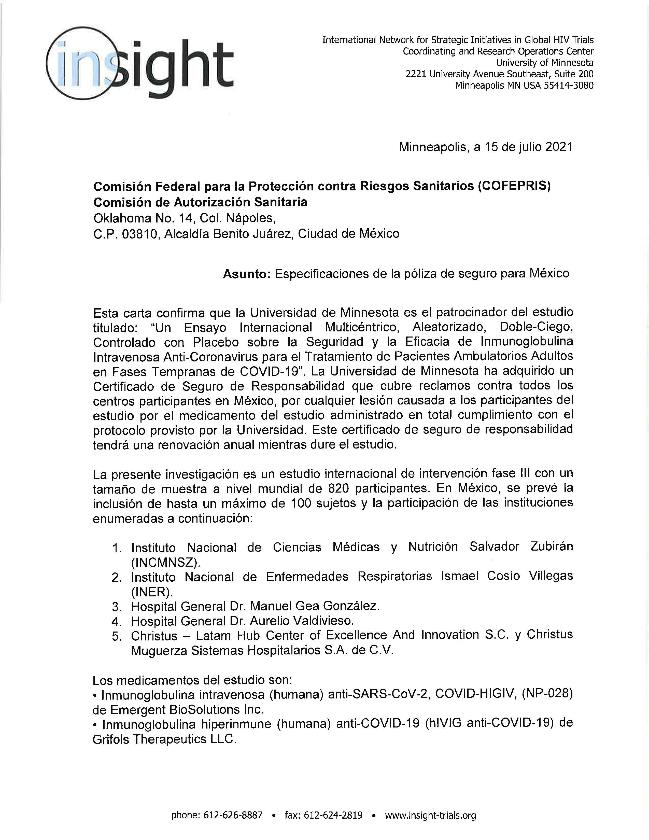 insight
International Network for Strategic Initiatives in Global HIV Trials
Coordinating and Research Operations Center
University of Minnesota
2221 University Avenue Southeast, Suite 200
Minneapolis MN USA 55414-3080
Minneapolis, a 15 de julio 2021
Comisión Federal para la Protección contra Riesgos Sanitarios (COFEPRIS)
Comisión de Autorización Sanitaria
Oklahoma No. 14, Col. Nápoles,
C.P. 03810, Alcaldía Benito Juárez, Ciudad de México
Asunto: Especificaciones de la póliza de seguro para México
Esta carta confirma que la Universidad de Minnesota es el patrocinador del estudio
titulado: “Un Ensayo Internacional Multicéntrico, Aleatorizado, Doble-Ciego,
Controlado con Placebo sobre la Seguridad y la Eficacia de Inmunoglobulina
Intravenosa Anti-Coronavirus para el Tratamiento de Pacientes Ambulatorios Adultos
en Fases Tempranas de COVID-19”. La Universidad de Minnesota ha adquirido un
Certificado de Seguro de Responsabilidad que cubre reclamos contra todos los
centros participantes en México, por cualquier lesión causada a los participantes del
estudio por el medicamento del estudio administrado en total cumplimiento con el
protocolo provisto por la Universidad. Este certificado de seguro de responsabilidad
tendrá una renovación anual mientras dure el estudio.
La presente investigación es un estudio internacional de intervención fase III con un
tamaño de muestra a nivel mundial de 820 participantes. En México, se prevé la
inclusión de hasta un máximo de 100 sujetos y la participación de las instituciones
enumeradas a continuación:
1. Instituto Nacional de Ciencias Médicas y Nutrición Salvador Zubirán
(INCMNSZ).
2. Instituto Nacional de Enfermedades Respiratorias Ismael Cosío Villegas
(INER).
3. Hospital General Dr. Manuel Gea González.
4. Hospital General Dr. Aurelio Valdivieso.
5. Christus – Latam Hub Center of Excellence And Innovation S.C. y Christus
Muguerza Sistemas Hospitalarios S.A. de C.V.
Los medicamentos del estudio son:
• Inmunoglobulina intravenosa (humana) anti-SARS-CoV-2, COVID-HIGIV, (NP-028)
de Emergent BioSolutions Inc.
• Inmunoglobulina hiperinmune (humana) anti-COVID-19 (hIVIG anti-COVID-19) de
Grifols Therapeutics LLC.
phone: 612-626-8887 • fax: 612-624-2819 • www.insight-trials.org